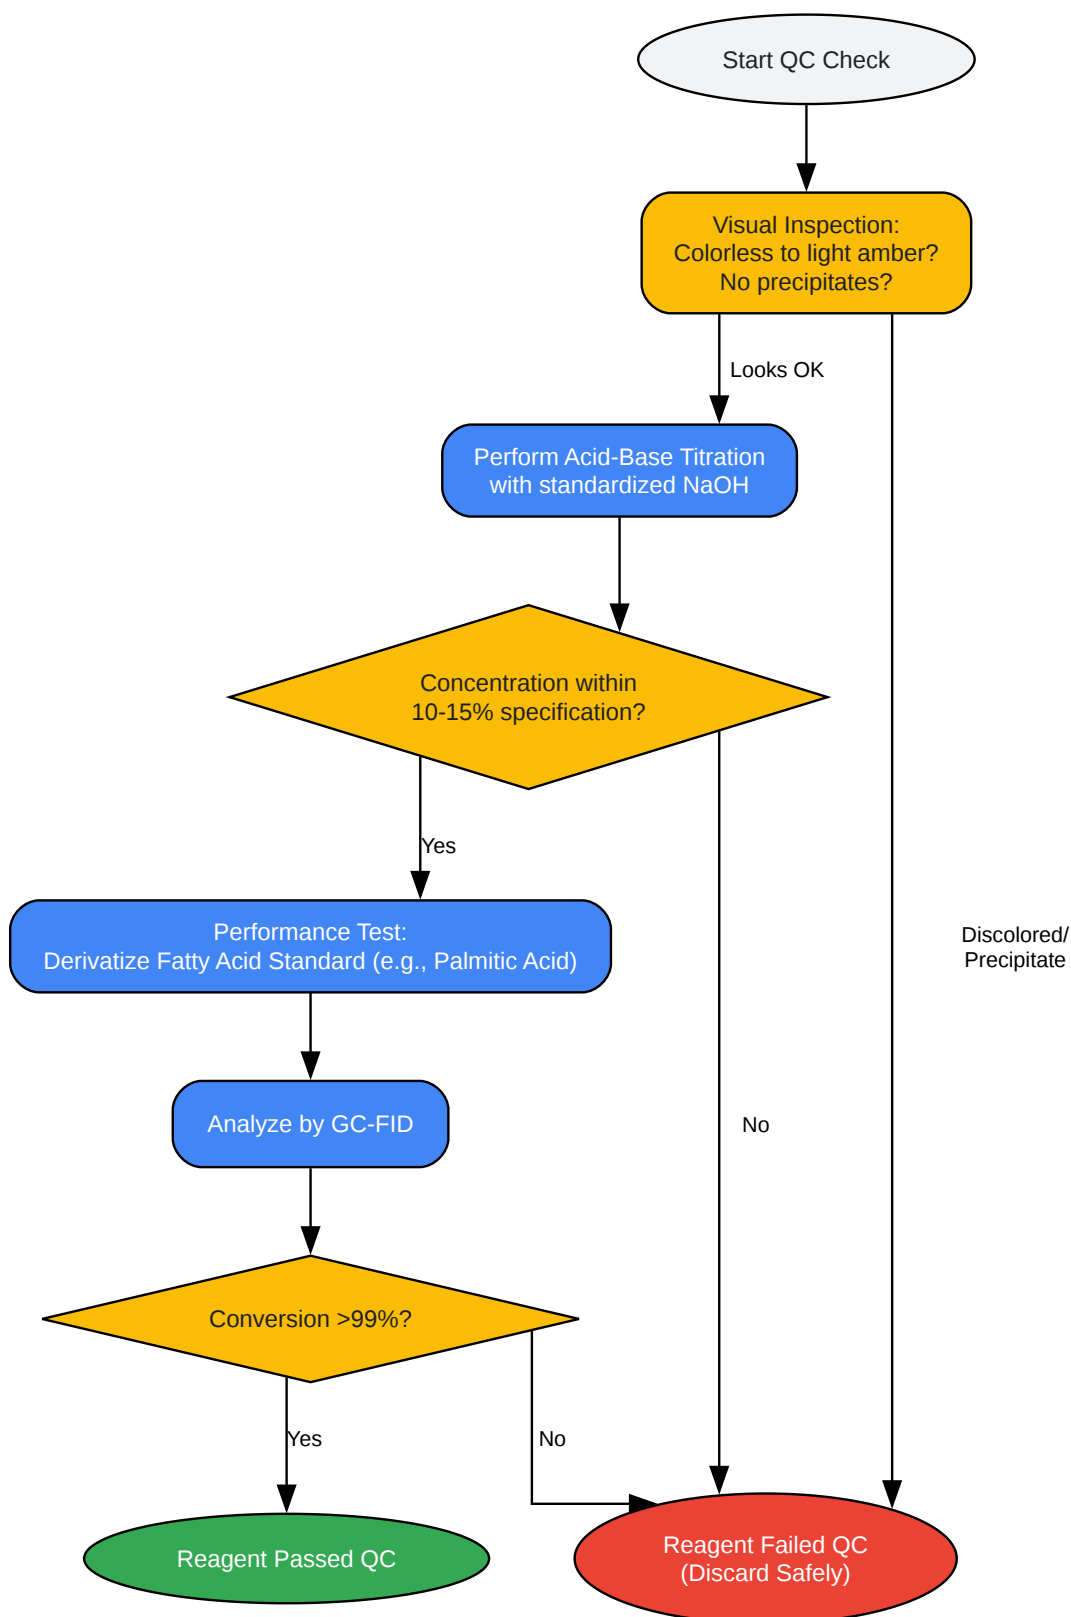 Start QC Check
Visual Inspection:
Colorless to light amber?
No precipitates?
Looks OK
Perform Acid-Base Titration
with standardized NaOH
Concentration within
10-15% specification?
Yes
Performance Test:
Derivatize Fatty Acid Standard (e.g., Palmitic Acid)
Discolored/
Precipitate
Analyze by GC-FID
No
Conversion >99%?
Yes
No
Reagent Passed QC
Reagent Failed QC
(Discard Safely)